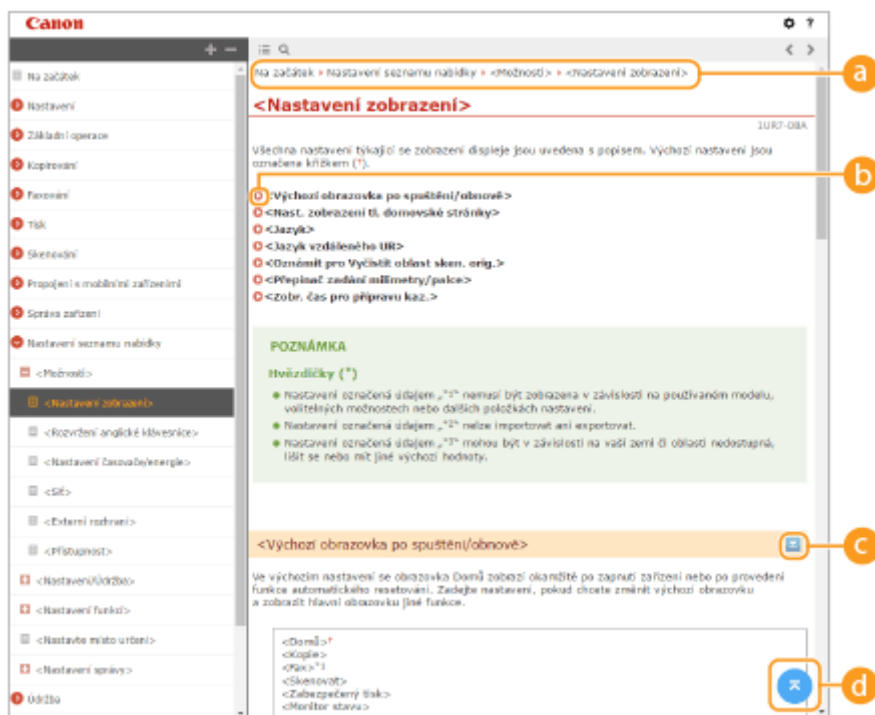 Canon
?
+ −
< >
Na začátek
Nastavení
Základní operace
Kopírování
Faxování
Tisk
Skenování
Propojení s mobilními zařízeními
Správa zařízení
Nastavení seznamu nabídky
<Možnosti>
<Nastavení zobrazení>
<Rozvržení anglické klávesnice>
<Nastavení časovače/energie>
<Síť>
<Externí rozhraní>
<Přístupnost>
<Nastavení/Údržba>
<Nastavení funkcí>
<Nastavte místo určení>
<Nastavení správy>
Údržba
Na začátek » Nastavení seznamu nabídky » <Možnosti> » <Nastavení zobrazení>
a
<Nastavení zobrazení>
1UR7-08A
Všechna nastavení týkající se zobrazení displeje jsou uvedena s popisem. Výchozí nastavení jsou
označena křížkem (†).
b
<Výchozí obrazovka po spuštění/obnově>
<Nast. zobrazení tl. domovské stránky>
<Jazyk>
<Jazyk vzdáleného UR>
<Oznámit pro Vyčistit oblast sken. orig.>
<Přepínač zadání milimetry/palce>
<Zobr. čas pro přípravu kaz.>
POZNÁMKA
Hvězdičky (*)
Nastavení označená údajem „*1“ nemusí být zobrazena v závislosti na používaném modelu,
volitelných možnostech nebo dalších položkách nastavení.
Nastavení označená údajem „*2“ nelze importovat ani exportovat.
Nastavení označená údajem „*3“ mohou být v závislosti na vaší zemi či oblasti nedostupná,
lišit se nebo mít jiné výchozí hodnoty.
<Výchozí obrazovka po spuštění/obnově>
c
Ve výchozím nastavení se obrazovka Domů zobrazí okamžitě po zapnutí zařízení nebo po provedení
funkce automatického resetování. Zadejte nastavení, pokud chcete změnit výchozí obrazovku
a zobrazit hlavní obrazovku jiné funkce.
<Domů>†
<Kopie>
<Fax>*1
<Skenovat>
<Zabezpečený tisk>
<Monitor stavu>
d